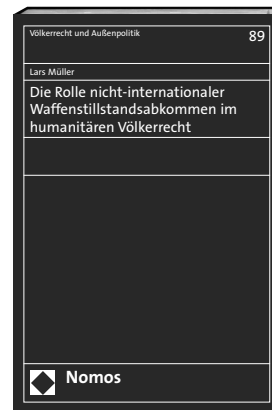 Völkerrecht und Außenpolitik 89
Lars Müller
Die Rolle nicht-internationaler
Waffenstillstandsabkommen im
humanitären Völkerrecht
Nomos